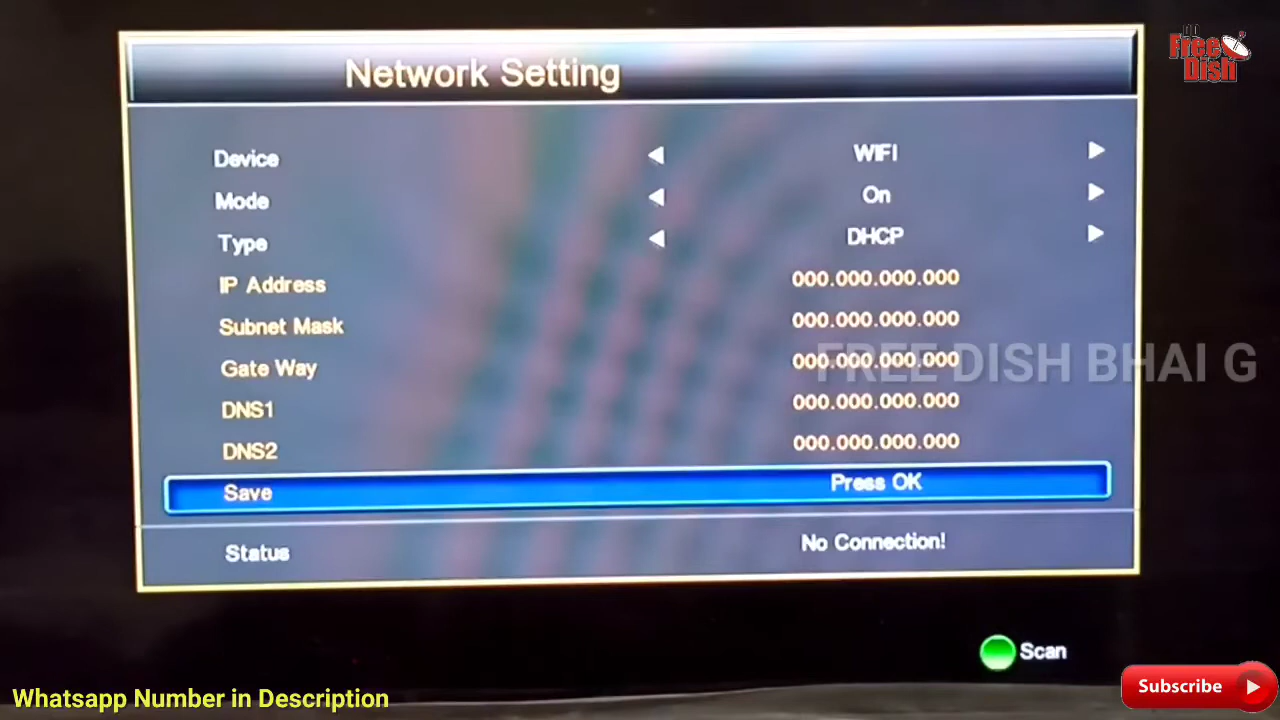 Network Setting
Free Dish
Device WIFI
Mode On
Type DHCP
IP Address 000.000.000.000
Subnet Mask 000.000.000.000
Gate Way 000.000.000.000
FREE DISH BHAI G
DNS1 000.000.000.000
DNS2 000.000.000.000
Save Press OK
Status No Connection!
Scan
Subscribe
Whatsapp Number in Description